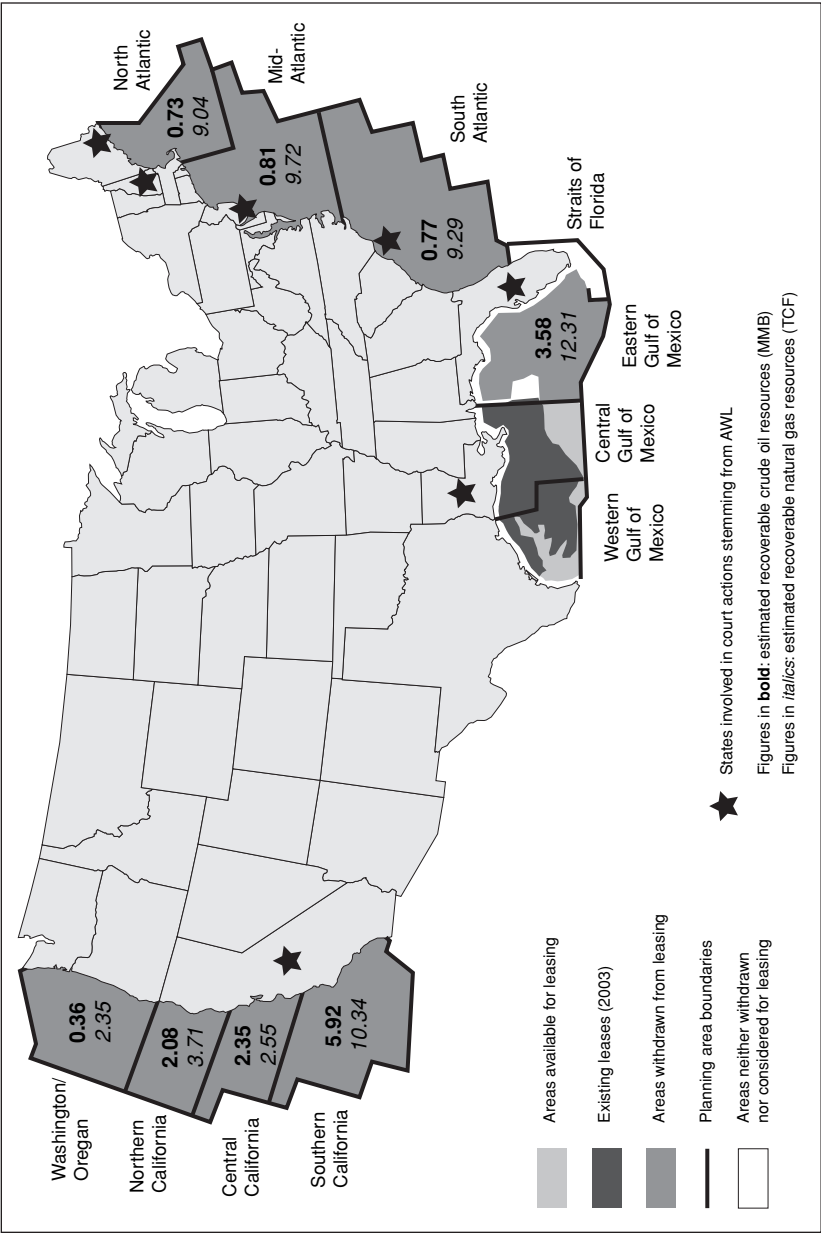 Washington/
Oregan
0.36
2.35
Northern
California
2.08
3.71
Central
California
2.35
2.55
Southern
California
5.92
10.34
North
Atlantic
0.73
9.04
Mid-
Atlantic
0.81
9.72
South
Atlantic
0.77
9.29
Straits of
Florida
Eastern
Gulf of
Mexico
3.58
12.31
Central
Gulf of
Mexico
Western
Gulf of
Mexico
Areas available for leasing
Existing leases (2003)
Areas withdrawn from leasing
Planning area boundaries
Areas neither withdrawn
nor considered for leasing
States involved in court actions stemming from AWL
Figures in bold: estimated recoverable crude oil resources (MMB)
Figures in italics: estimated recoverable natural gas resources (TCF)